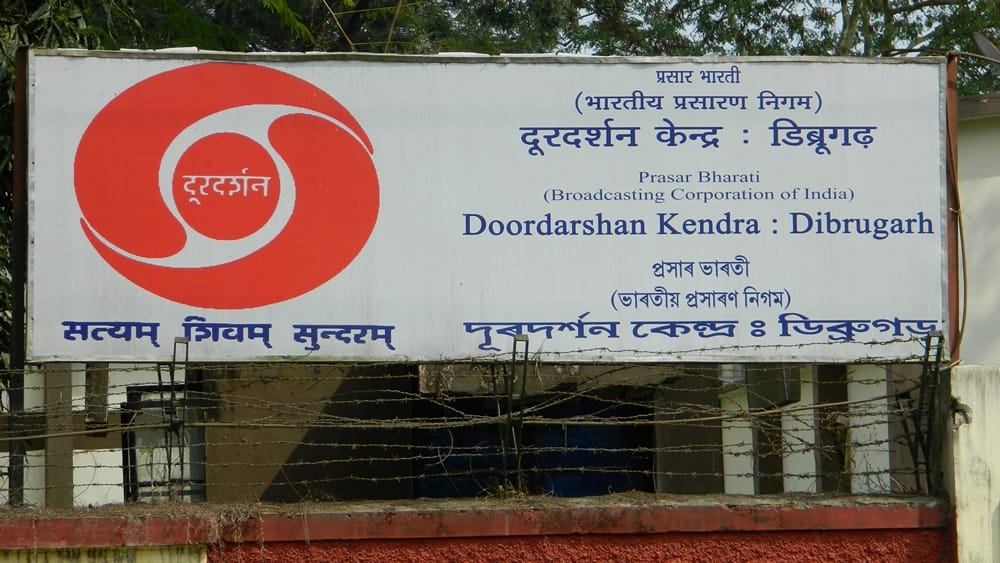 दूरदर्शन
सत्यम् शिवम् सुन्दरम्
प्रसार भारती
(भारतीय प्रसारण निगम)
दूरदर्शन केन्द्र : डिब्रूगढ़
Prasar Bharati
(Broadcasting Corporation of India)
Doordarshan Kendra : Dibrugarh
প্ৰসাৰ ভাৰতী
(ভাৰতীয় প্ৰসাৰণ নিগম)
দূৰদৰ্শন কেন্দ্ৰ : ডিব্ৰুগড়